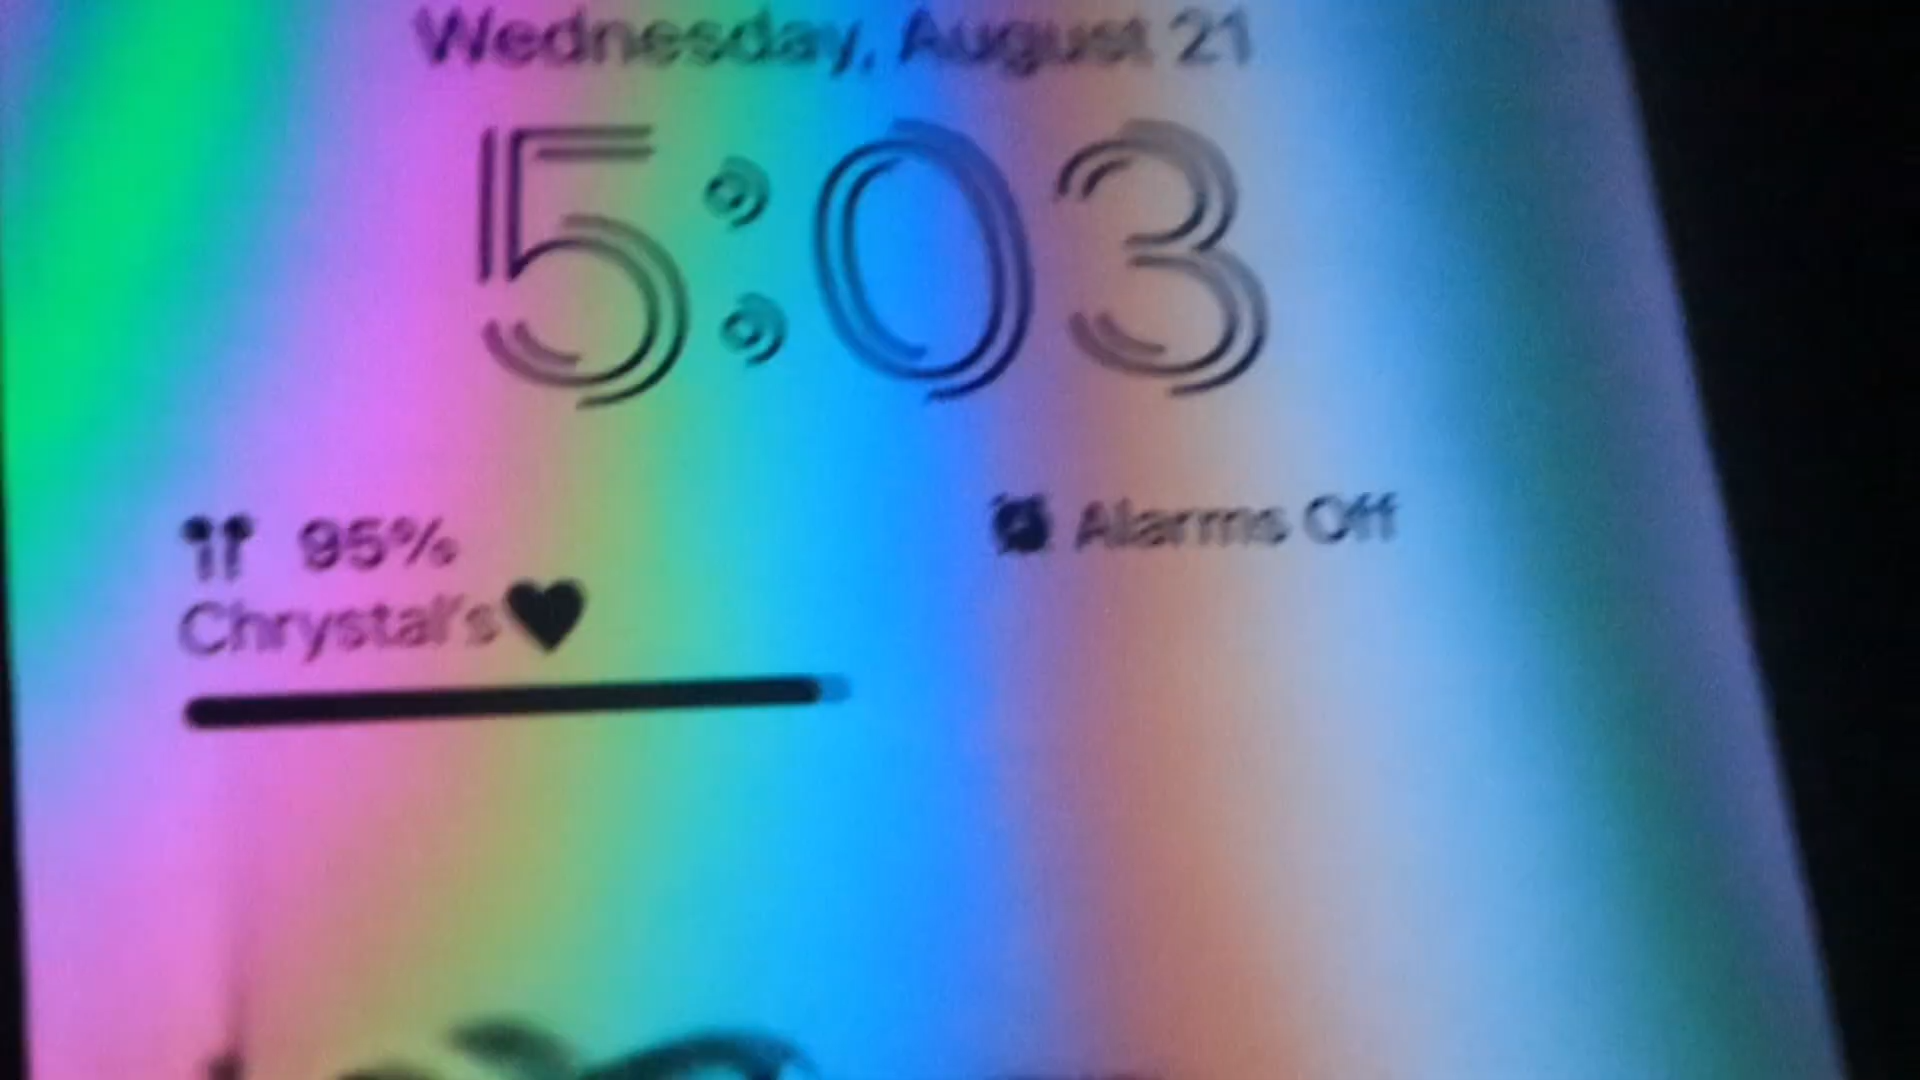 Wednesday, August 21
5:03
95%
Chrystal's🖤
Alarms Off